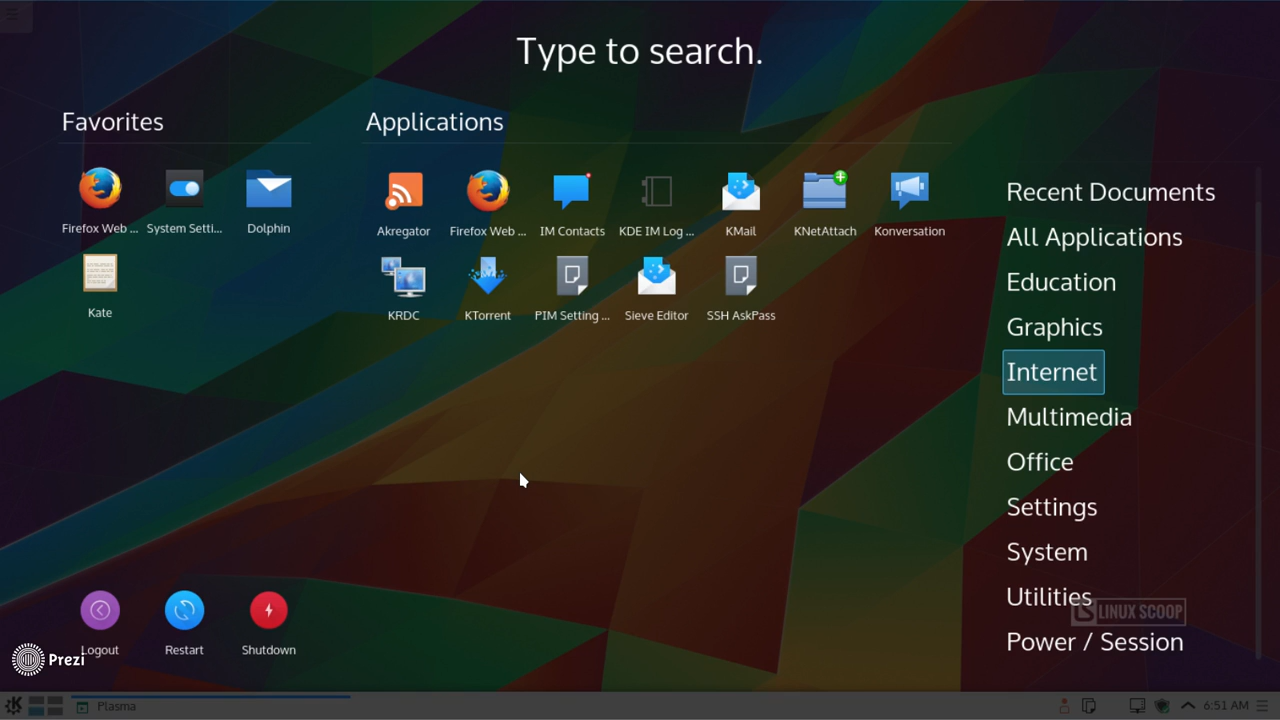 Type to search.
Favorites
Applications
Firefox Web ...
System Setti...
Dolphin
Kate
Akregator
Firefox Web ...
IM Contacts
KDE IM Log ...
KMail
KNetAttach
Konversation
KRDC
KTorrent
PIM Setting ...
Sieve Editor
SSH AskPass
Recent Documents
All Applications
Education
Graphics
Internet
Multimedia
Office
Settings
System
Utilities
LS LINUX SCOOP
Power / Session
Logout
Restart
Shutdown
Prezi
Plasma
6:51 AM